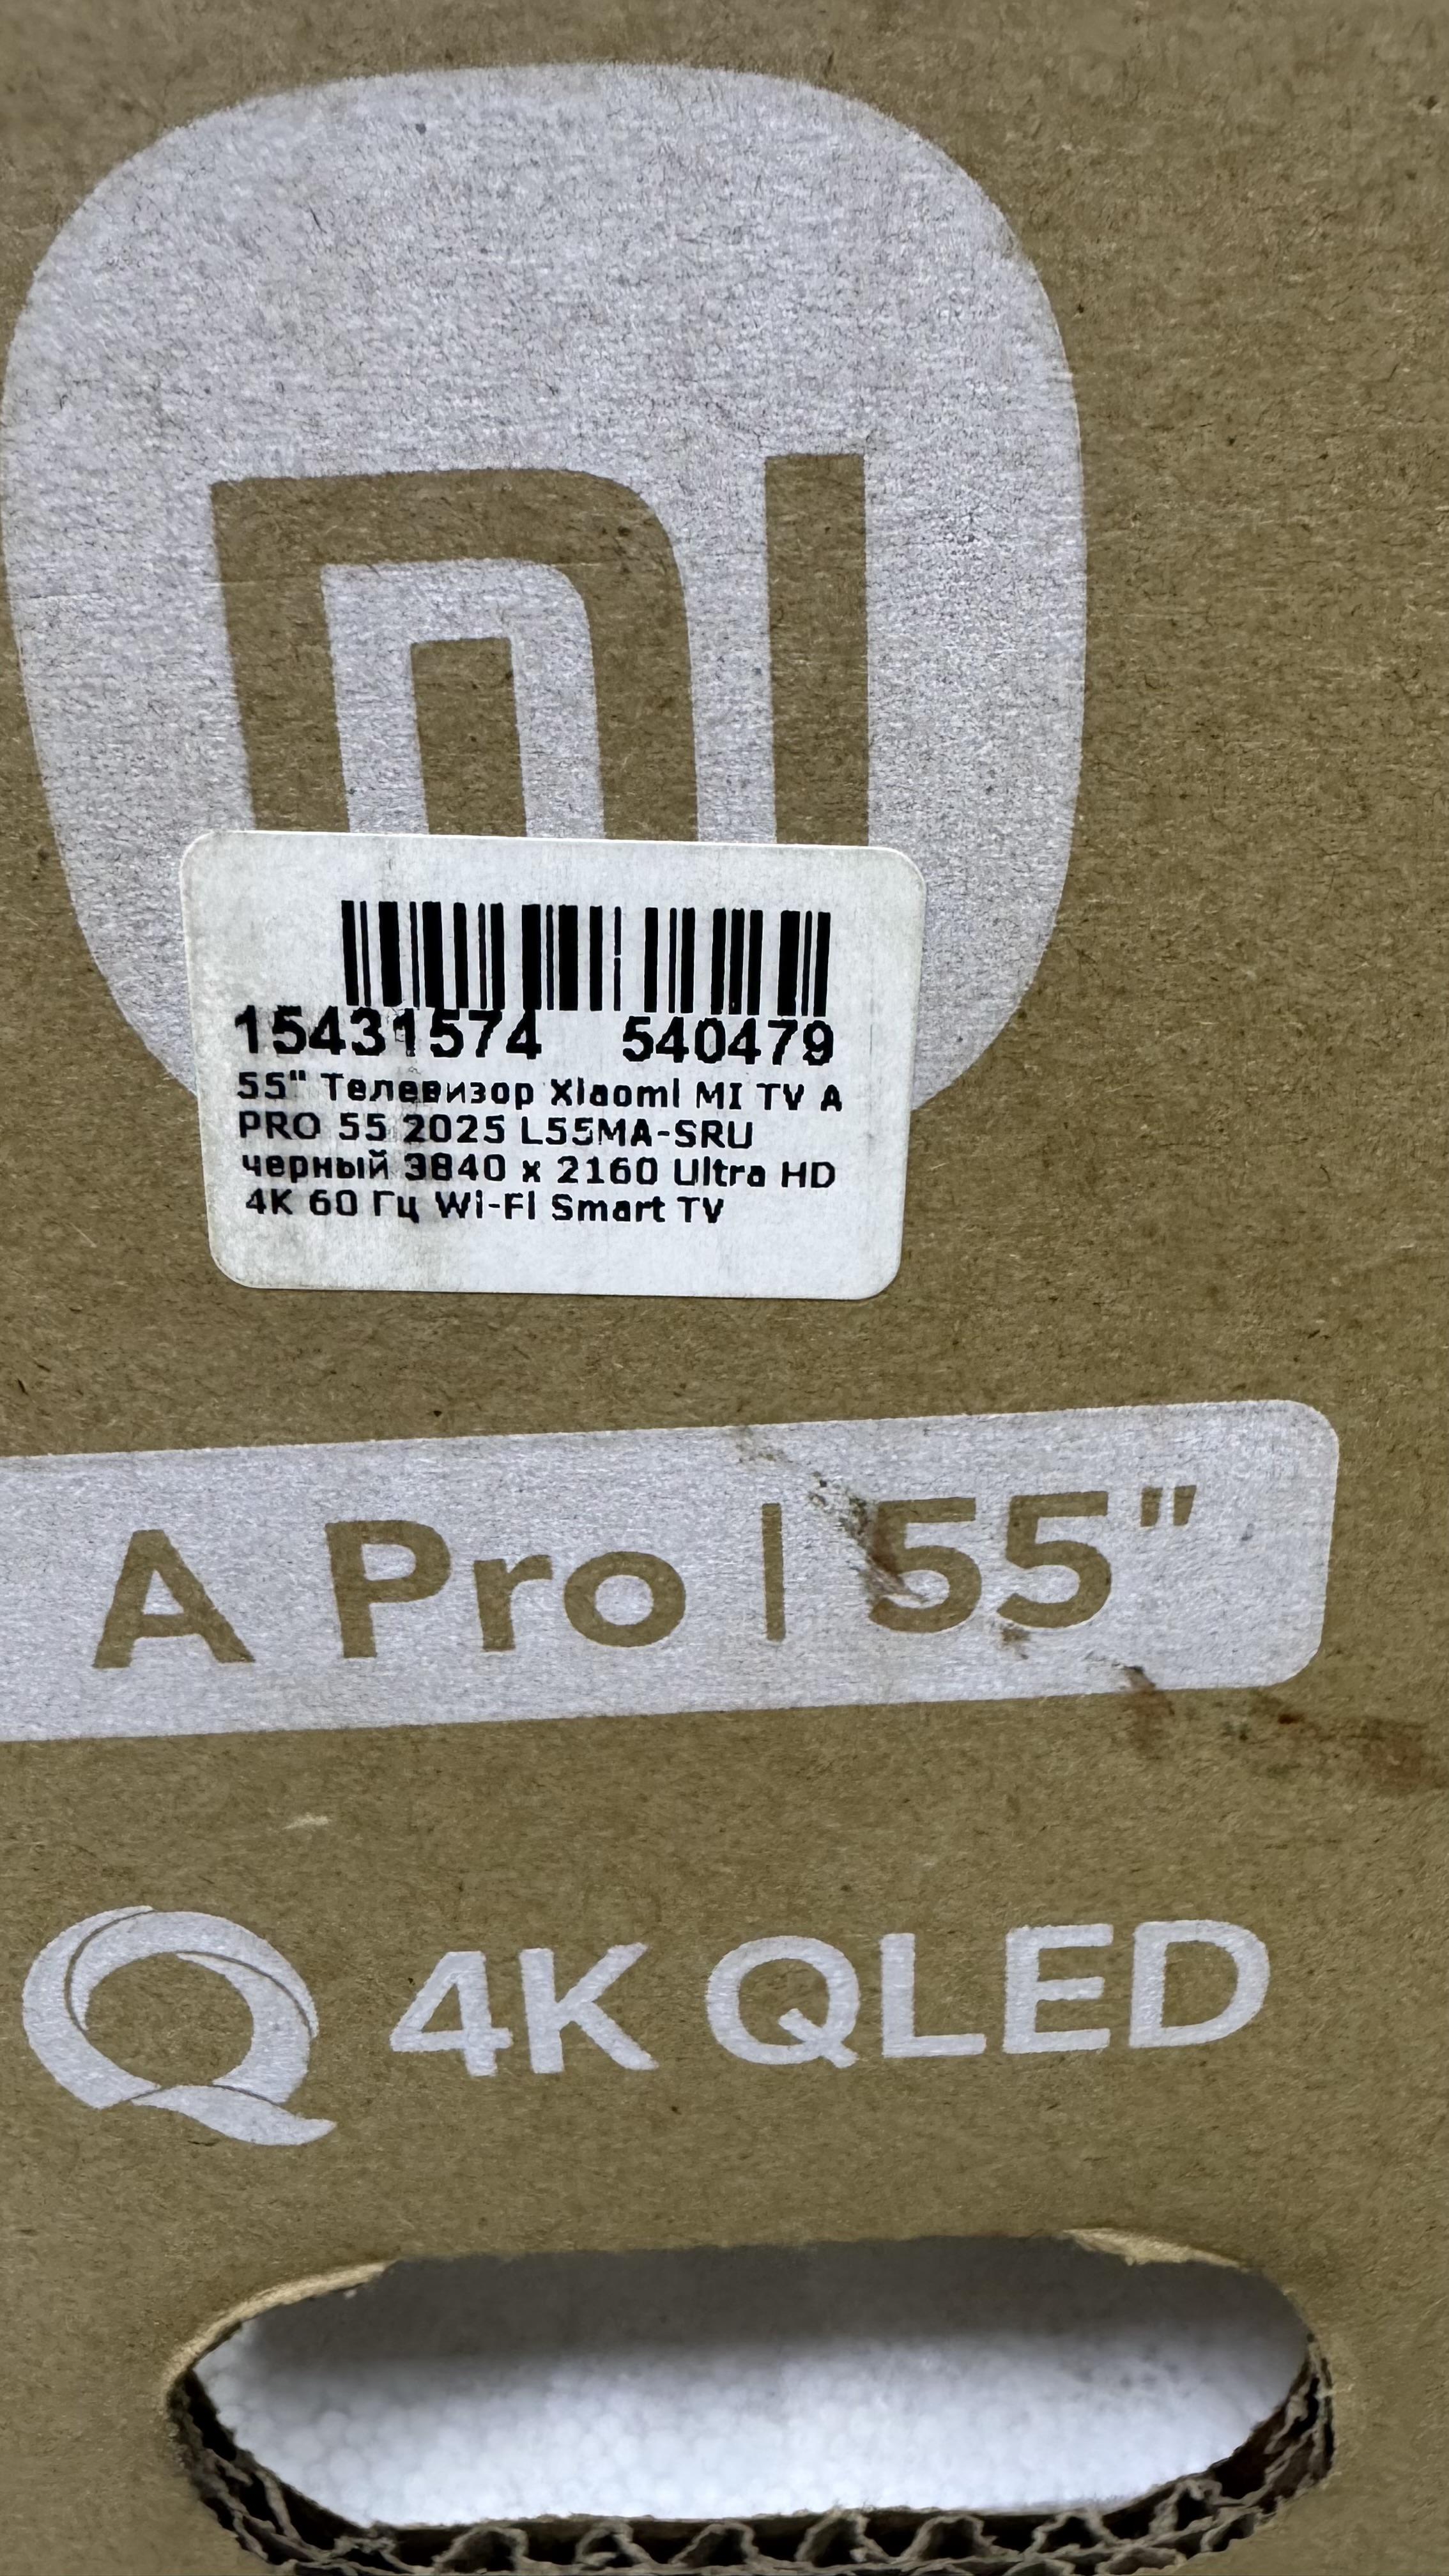 mi
15431574 540479
55" Телевизор Xiaomi MI TV A
PRO 55 2025 L55MA-SRU
черный 3840 x 2160 Ultra HD
4K 60 Гц Wi-Fi Smart TV
A Pro | 55"
4K QLED